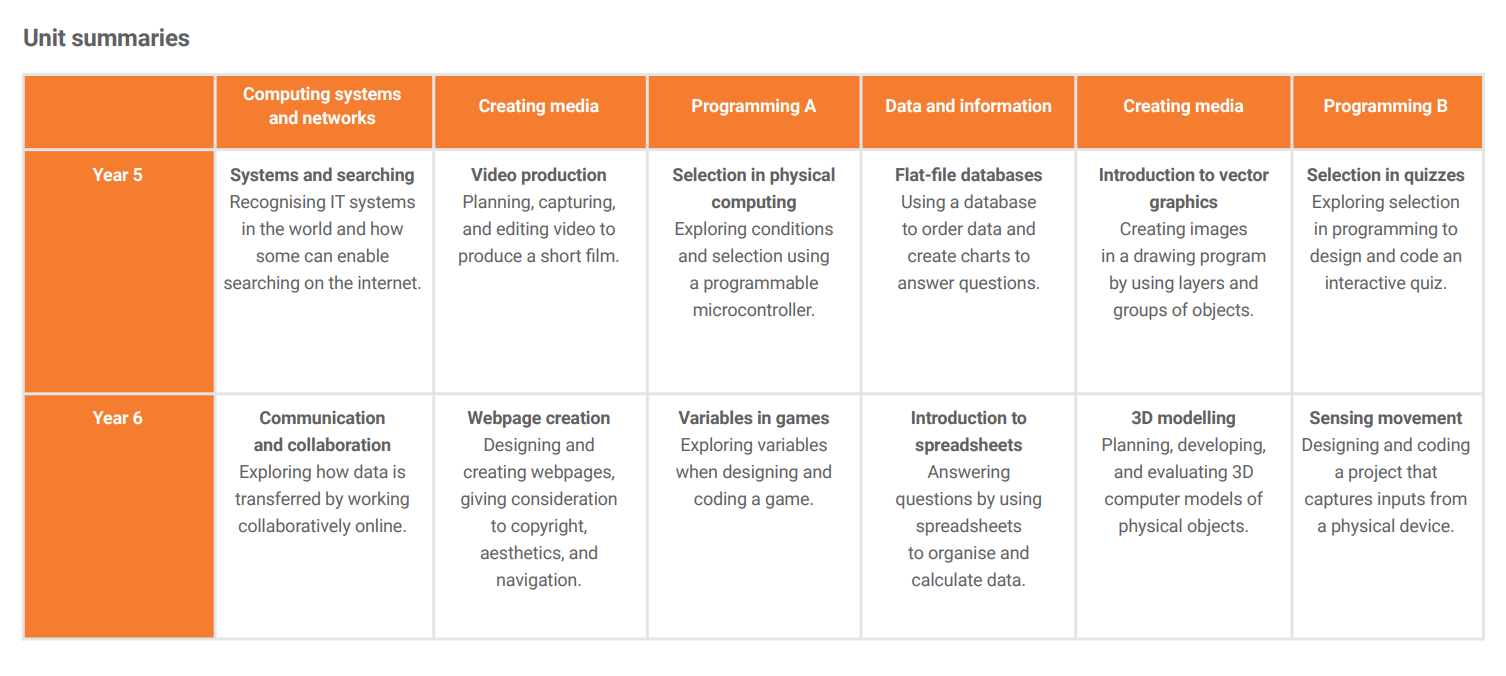 Unit summaries
Computing systems
and networks
Creating media
Programming A
Data and information
Creating media
Programming B
Year 5
Systems and searching
Recognising IT systems
in the world and how
some can enable
searching on the internet.
Video production
Planning, capturing,
and editing video to
produce a short film.
Selection in physical
computing
Exploring conditions
and selection using
a programmable
microcontroller.
Flat-file databases
Using a database
to order data and
create charts to
answer questions.
Introduction to vector
graphics
Creating images
in a drawing program
by using layers and
groups of objects.
Selection in quizzes
Exploring selection
in programming to
design and code an
interactive quiz.
Year 6
Communication
and collaboration
Exploring how data is
transferred by working
collaboratively online.
Webpage creation
Designing and
creating webpages,
giving consideration
to copyright,
aesthetics, and
navigation.
Variables in games
Exploring variables
when designing and
coding a game.
Introduction to
spreadsheets
Answering
questions by using
spreadsheets
to organise and
calculate data.
3D modelling
Planning, developing,
and evaluating 3D
computer models of
physical objects.
Sensing movement
Designing and coding
a project that
captures inputs from
a physical device.